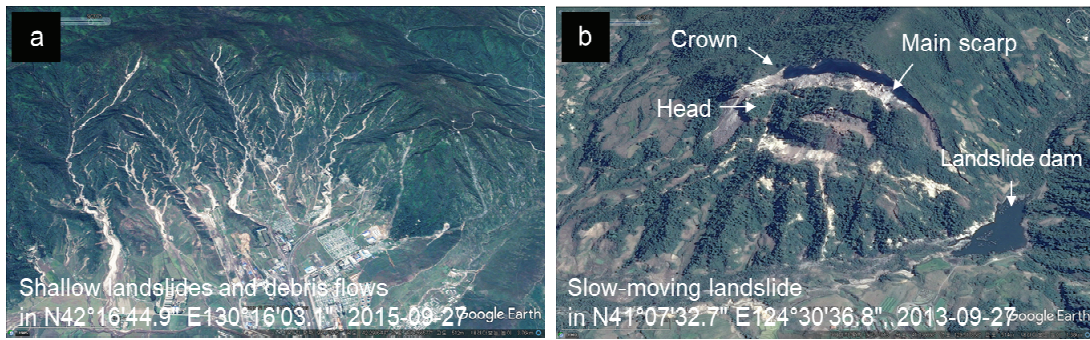 a
Shallow landslides and debris flows
in N42°16'44.9" E130°16'03.1", 2015-09-27
Google Earth
b
Crown
Main scarp
Head
Landslide dam
Slow-moving landslide
in N41°07'32.7" E124°30'36.8", 2013-09-27
Google Earth